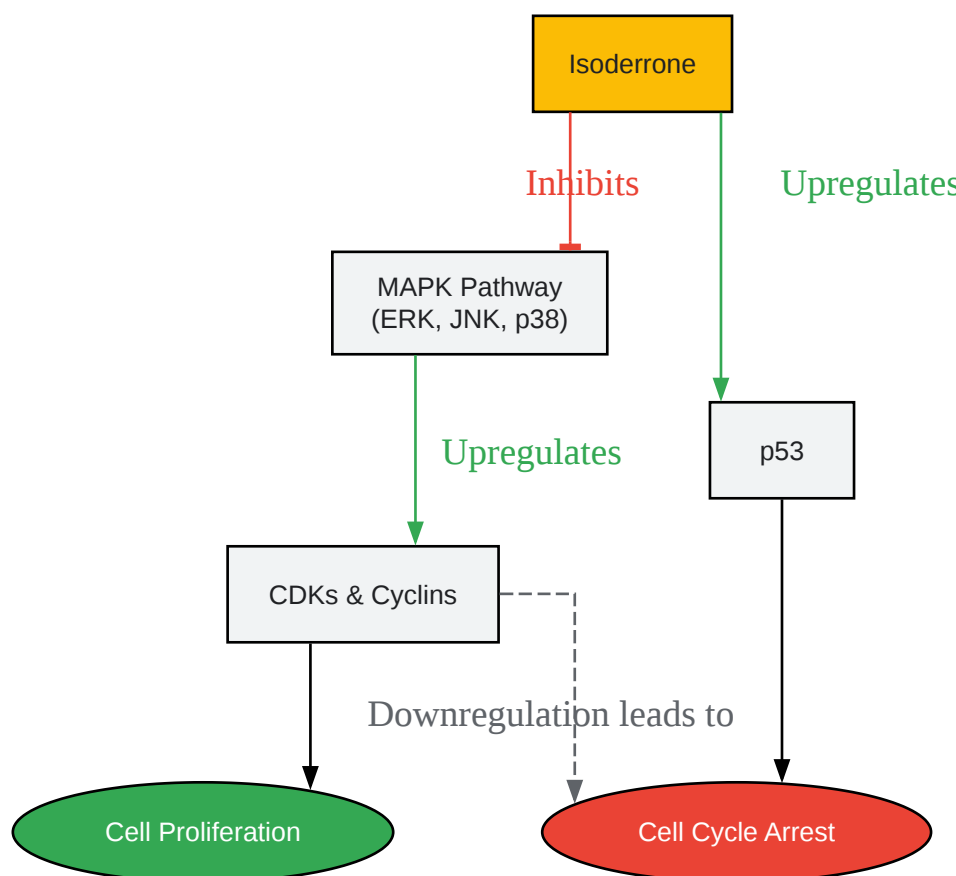 Isoderrone
Inhibits
Upregulates
MAPK Pathway
(ERK, JNK, p38)
Upregulates
p53
CDKs & Cyclins
Downregulation leads to
Cell Proliferation
Cell Cycle Arrest